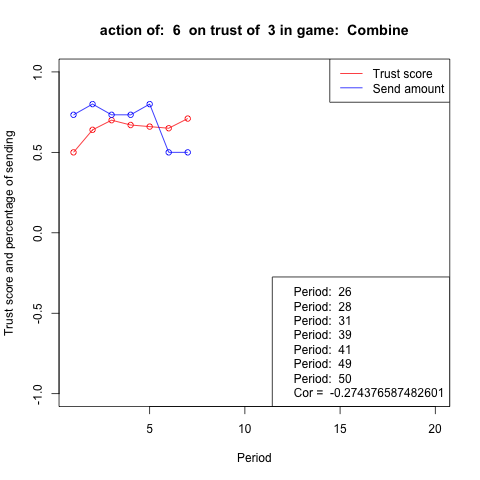 action of:  6  on trust of  3 in game:  Combine
Trust score
Send amount
Trust score and percentage of sending
1.0
0.5
0.0
-0.5
-1.0
Period:  26
Period:  28
Period:  31
Period:  39
Period:  41
Period:  49
Period:  50
Cor =  -0.274376587482601
5
10
15
20
Period